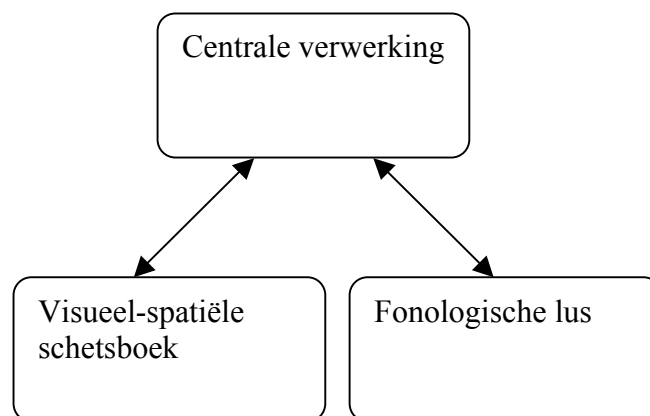 Centrale verwerking
Visueel-spatiële
schetsboek
Fonologische lus